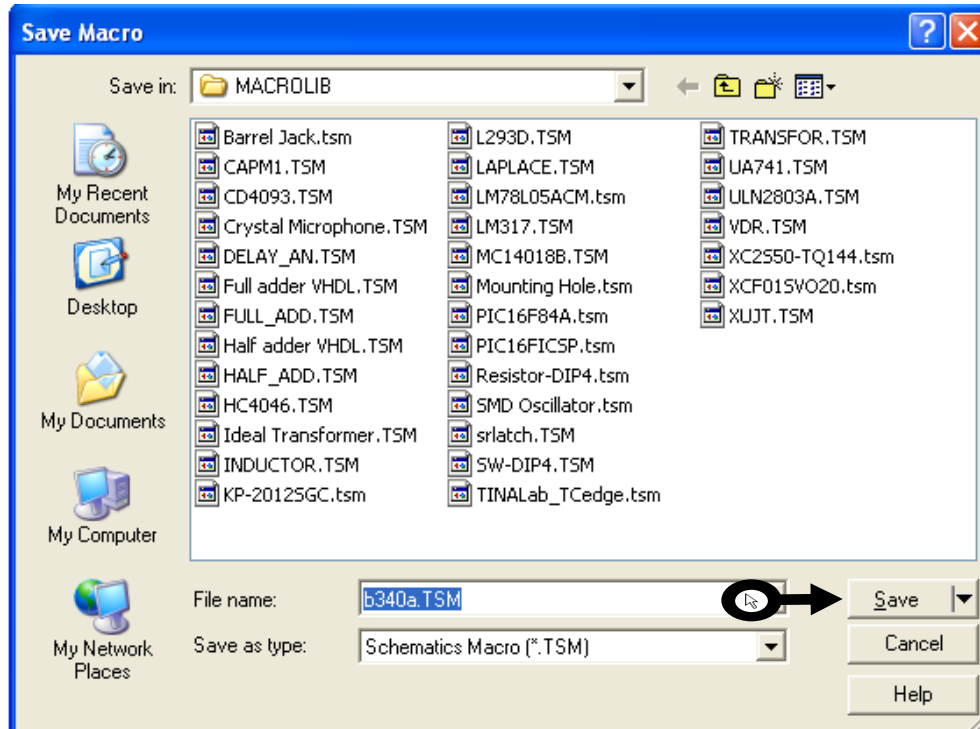 Save Macro
Save in: MACROLIB
My Recent
Documents
Desktop
My Documents
My Computer
My Network
Places
Barrel Jack.tsm
CAPM1.TSM
CD4093.TSM
Crystal Microphone.TSM
DELAY_AN.TSM
Full adder VHDL.TSM
FULL_ADD.TSM
Half adder VHDL.TSM
HALF_ADD.TSM
HC4046.TSM
Ideal Transformer.TSM
INDUCTOR.TSM
KP-2012SGC.tsm
L293D.TSM
LAPLACE.TSM
LM78L05ACM.tsm
LM317.TSM
MC14018B.TSM
Mounting Hole.tsm
PIC16F84A.tsm
PIC16FICSP.tsm
Resistor-DIP4.tsm
SMD Oscillator.tsm
srlatch.TSM
SW-DIP4.TSM
TINALab_TCedge.tsm
TRANSFOR.TSM
UA741.TSM
ULN2803A.TSM
VDR.TSM
XC2S50-TQ144.tsm
XCF01SVO20.tsm
XUJT.TSM
File name: b340a.TSM
Save
Save as type: Schematics Macro (*.TSM)
Cancel
Help